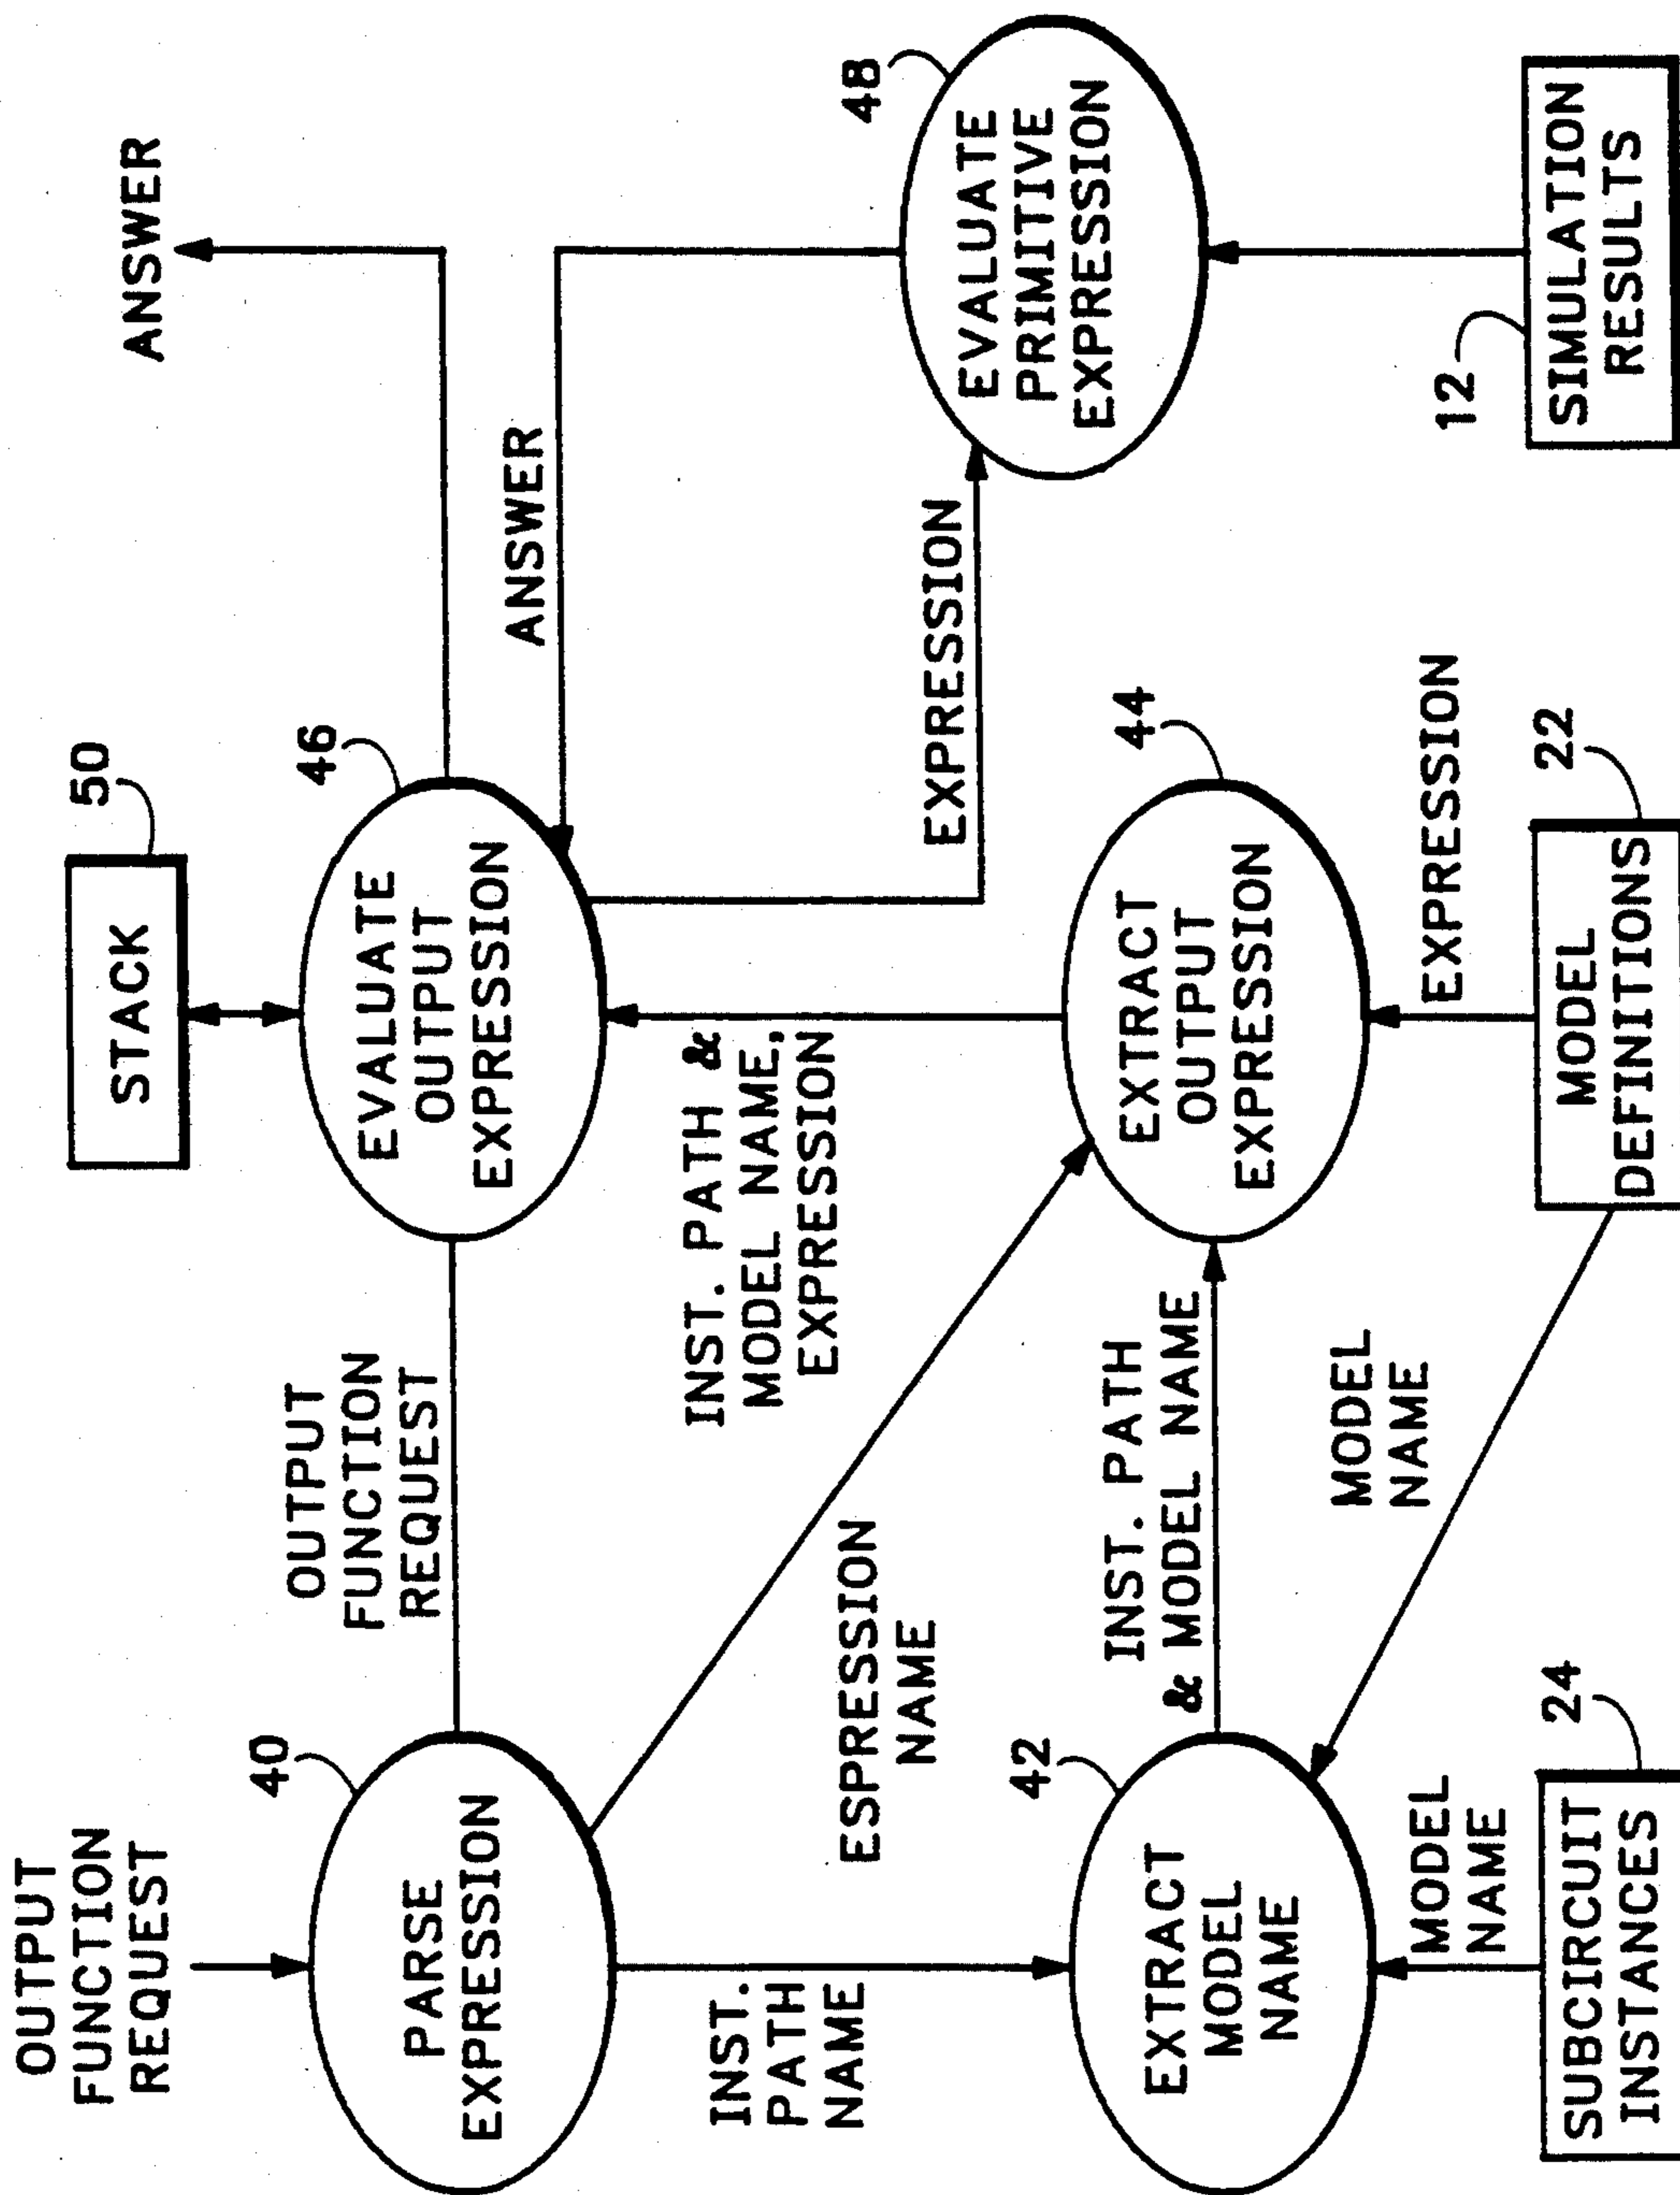 OUTPUT
FUNCTION
REQUEST
40
PARSE
EXPRESSION
OUTPUT
FUNCTION
REQUEST
STACK
50
46
EVALUATE
OUTPUT
EXPRESSION
ANSWER
ANSWER
INST.
PATH
NAME
ESPRESSION
NAME
INST. PATH &
MODEL NAME,
EXPRESSION
EXPRESSION
48
EVALUATE
PRIMITIVE
EXPRESSION
42
EXTRACT
MODEL
NAME
INST. PATH
& MODEL NAME
44
EXTRACT
OUTPUT
EXPRESSION
MODEL
NAME
MODEL
NAME
EXPRESSION
12
SIMULATION
RESULTS
24
SUBCIRCUIT
INSTANCES
22
MODEL
DEFINITIONS